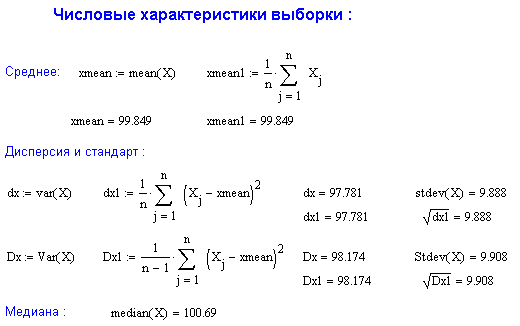 Числовые характеристики выборки :
Среднее: xmean := mean(X) xmean1 := 1/n · ∑_{j = 1}^{n} X_j
xmean = 99.849 xmean1 = 99.849
Дисперсия и стандарт :
dx := var(X) dx1 := 1/n · ∑_{j = 1}^{n} (X_j − xmean)^2 dx = 97.781 stdev(X) = 9.888
dx1 = 97.781 √dx1 = 9.888
Dx := Var(X) Dx1 := 1/(n − 1) · ∑_{j = 1}^{n} (X_j − xmean)^2 Dx = 98.174 Stdev(X) = 9.908
Dx1 = 98.174 √Dx1 = 9.908
Медиана : median(X) = 100.69